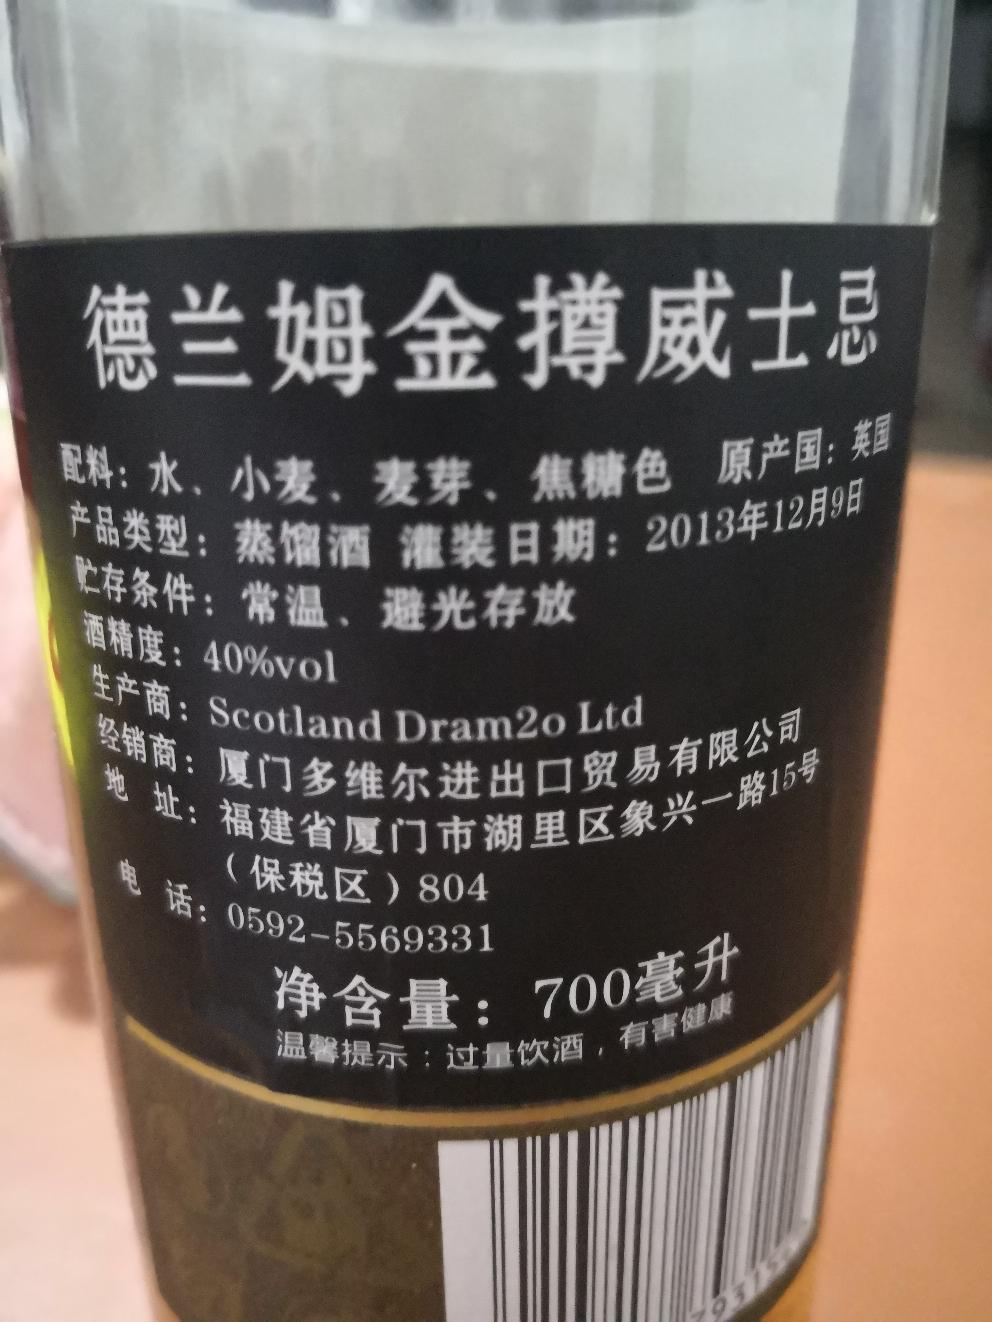 德兰姆金撙威士忌
配料：水、小麦、麦芽、焦糖色 原产国：英国
产品类型：蒸馏酒 灌装日期：2013年12月9日
贮存条件：常温、避光存放
酒精度：40%vol
生产商：Scotland Dram2o Ltd
经销商：厦门多维尔进出口贸易有限公司
地 址：福建省厦门市湖里区象兴一路15号
（保税区）804
电 话：0592-5569331
净含量：700毫升
温馨提示：过量饮酒，有害健康